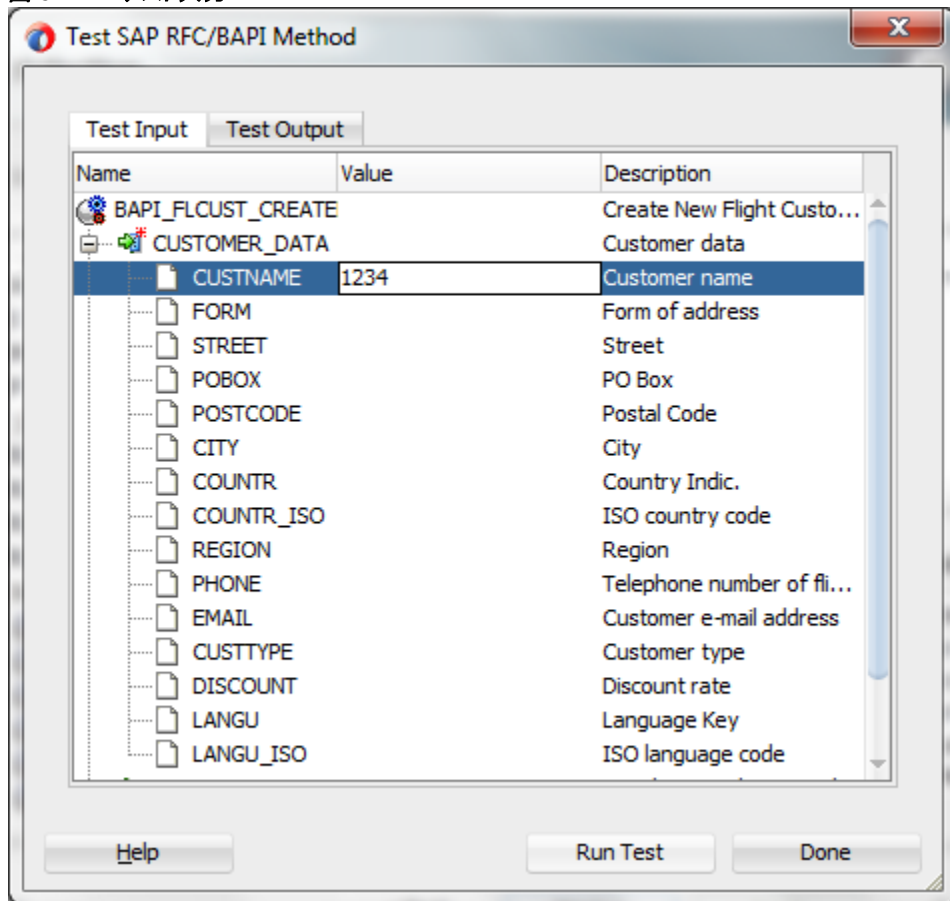 Test SAP RFC/BAPI Method
Test Input Test Output
Name Value Description
BAPI_FLCUST_CREATE Create New Flight Custo...
CUSTOMER_DATA Customer data
CUSTNAME 1234 Customer name
FORM Form of address
STREET Street
POBOX PO Box
POSTCODE Postal Code
CITY City
COUNTR Country Indic.
COUNTR_ISO ISO country code
REGION Region
PHONE Telephone number of fli...
EMAIL Customer e-mail address
CUSTTYPE Customer type
DISCOUNT Discount rate
LANGU Language Key
LANGU_ISO ISO language code
Help Run Test Done